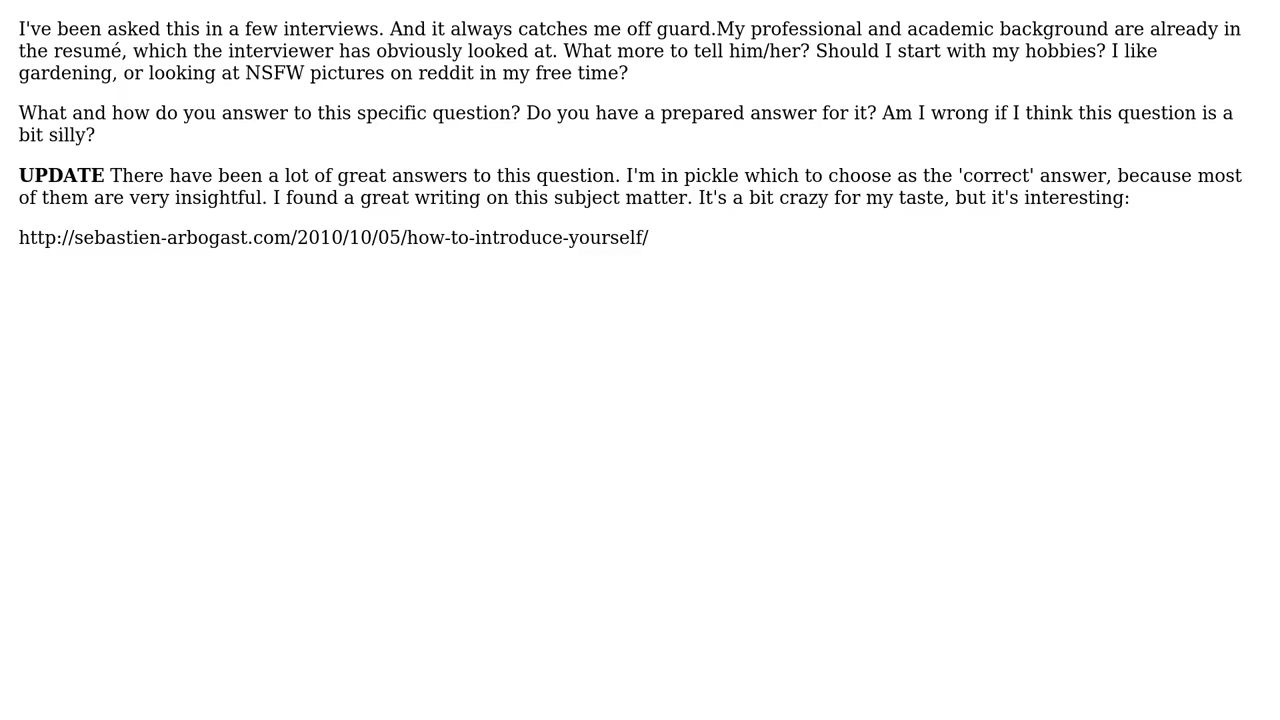 I've been asked this in a few interviews. And it always catches me off guard.My professional and academic background are already in
the resumé, which the interviewer has obviously looked at. What more to tell him/her? Should I start with my hobbies? I like
gardening, or looking at NSFW pictures on reddit in my free time?
What and how do you answer to this specific question? Do you have a prepared answer for it? Am I wrong if I think this question is a
bit silly?
UPDATE There have been a lot of great answers to this question. I'm in pickle which to choose as the 'correct' answer, because most
of them are very insightful. I found a great writing on this subject matter. It's a bit crazy for my taste, but it's interesting:
http://sebastien-arbogast.com/2010/10/05/how-to-introduce-yourself/